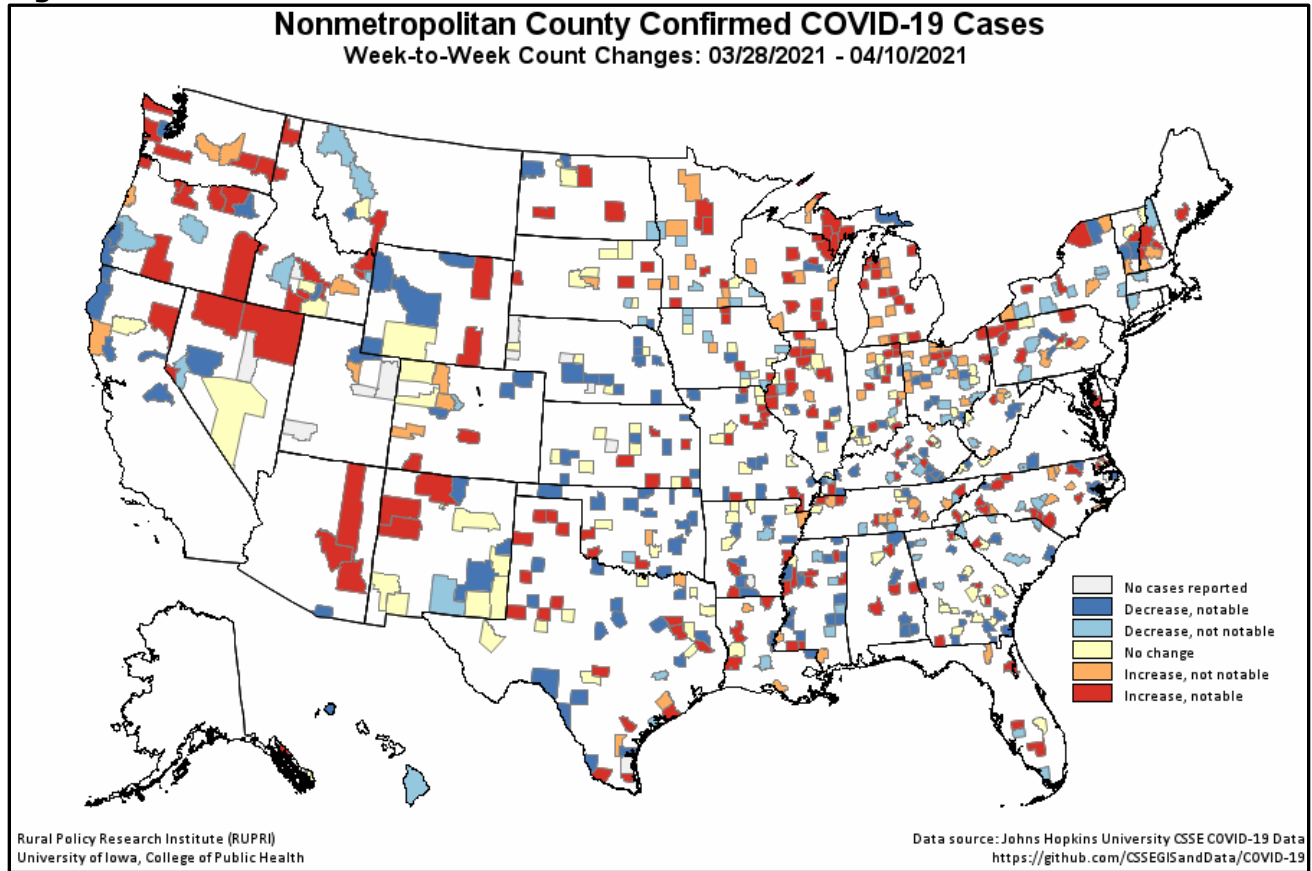 Nonmetropolitan County Confirmed COVID-19 Cases
Week-to-Week Count Changes: 03/28/2021 - 04/10/2021
No cases reported
Decrease, notable
Decrease, not notable
No change
Increase, not notable
Increase, notable
Rural Policy Research Institute (RUPRI)
University of Iowa, College of Public Health
Data source: Johns Hopkins University CSSE COVID-19 Data
https://github.com/CSSEGISandData/COVID-19